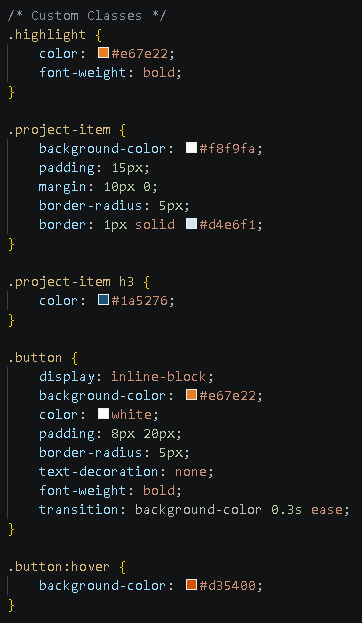 /* Custom Classes */
.highlight {
    color: #e67e22;
    font-weight: bold;
}

.project-item {
    background-color: #f8f9fa;
    padding: 15px;
    margin: 10px 0;
    border-radius: 5px;
    border: 1px solid #d4e6f1;
}

.project-item h3 {
    color: #1a5276;
}

.button {
    display: inline-block;
    background-color: #e67e22;
    color: white;
    padding: 8px 20px;
    border-radius: 5px;
    text-decoration: none;
    font-weight: bold;
    transition: background-color 0.3s ease;
}

.button:hover {
    background-color: #d35400;
}